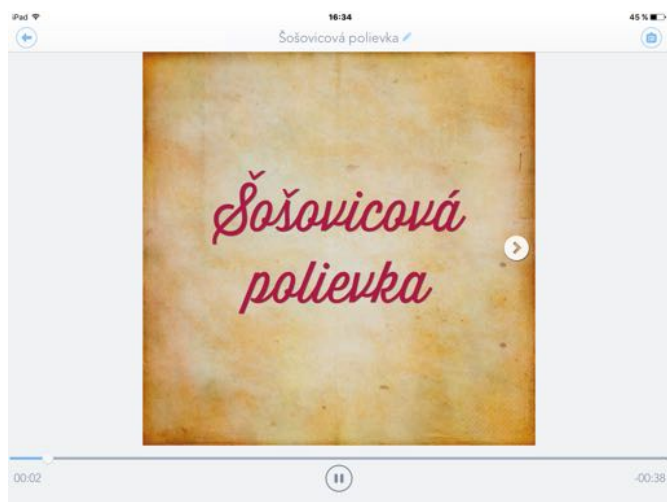 iPad 16:34 45 %
Šošovicová polievka
Šošovicová
polievka
00:02 -00:38